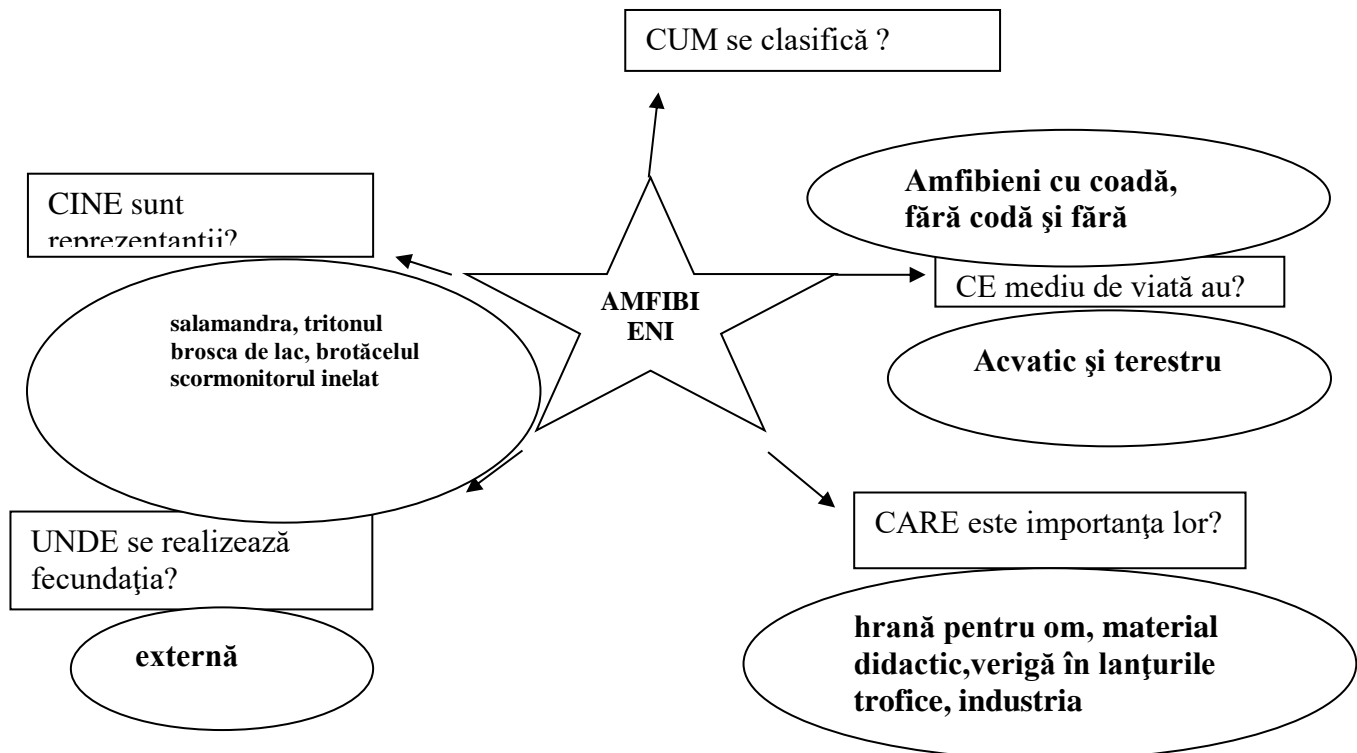 CUM se clasifică ?
Amfibieni cu coadă,
fără codă şi fără
CINE sunt
reprezentanţii?
AMFIBI
ENI
CE mediu de viată au?
salamandra, tritonul
brosca de lac, brotăcelul
scormonitorul inelat
Acvatic şi terestru
CARE este importanţa lor?
UNDE se realizează
fecundaţia?
hrană pentru om, material
didactic,verigă în lanţurile
trofice, industria
externă